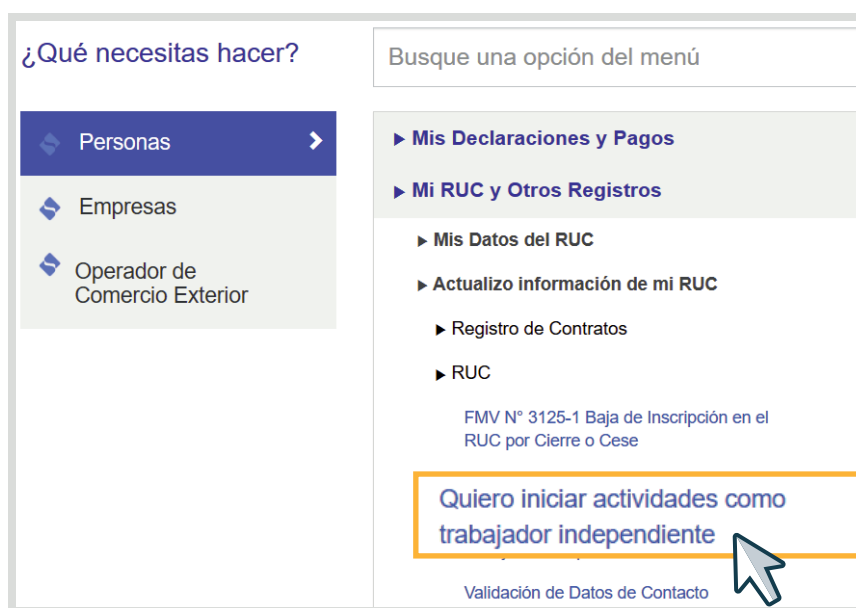 ¿Qué necesitas hacer?
Busque una opción del menú
Personas
Empresas
Operador de
Comercio Exterior
Mis Declaraciones y Pagos
Mi RUC y Otros Registros
Mis Datos del RUC
Actualizo información de mi RUC
Registro de Contratos
RUC
FMV N° 3125-1 Baja de Inscripción en el
RUC por Cierre o Cese
Quiero iniciar actividades como
trabajador independiente
Validación de Datos de Contacto